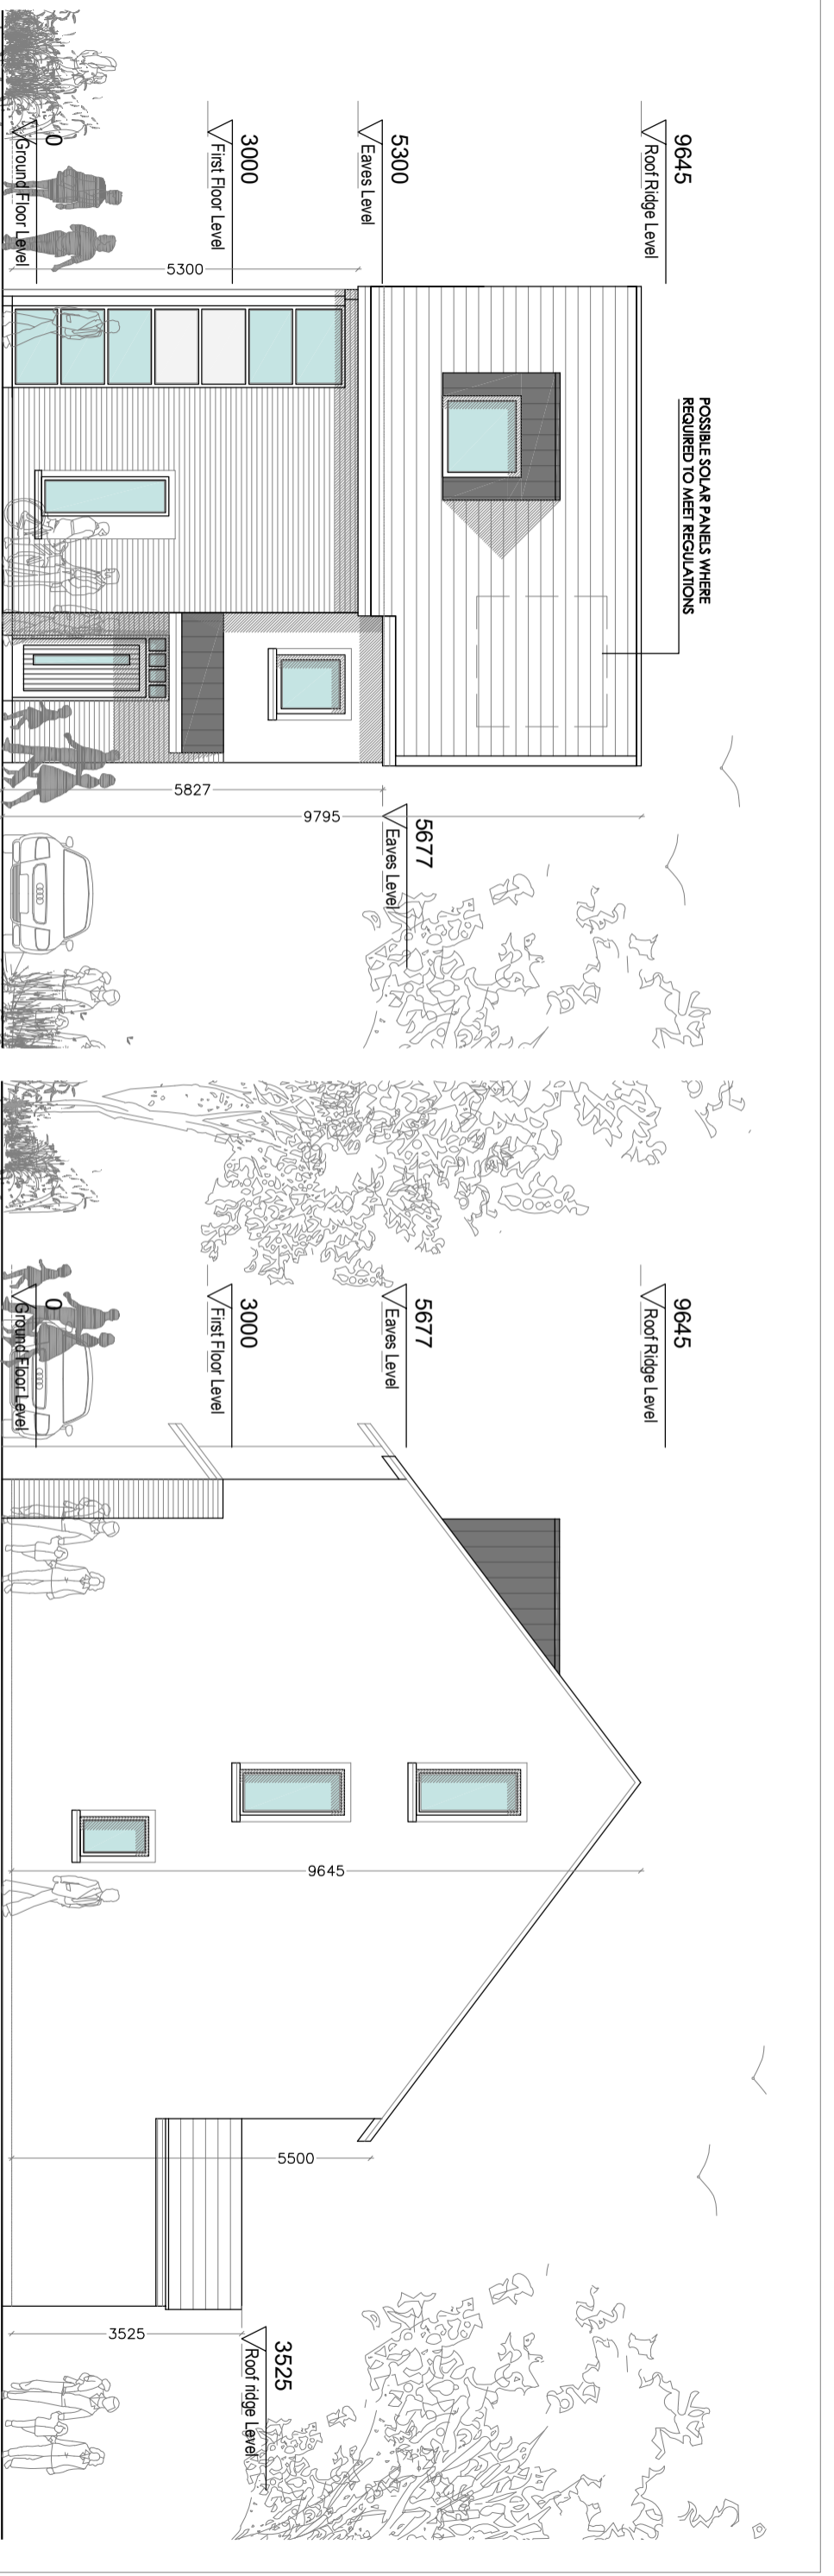 9645
Roof Ridge Level
5300
Eaves Level
3000
First Floor Level
0
Ground Floor Level
5300
POSSIBLE SOLAR PANELS WHERE
REQUIRED TO MEET REGULATIONS
5827
9795
5677
Eaves Level
9645
Roof Ridge Level
5677
Eaves Level
3000
First Floor Level
0
Ground Floor Level
9645
5500
3525
3525
Roof ridge Level